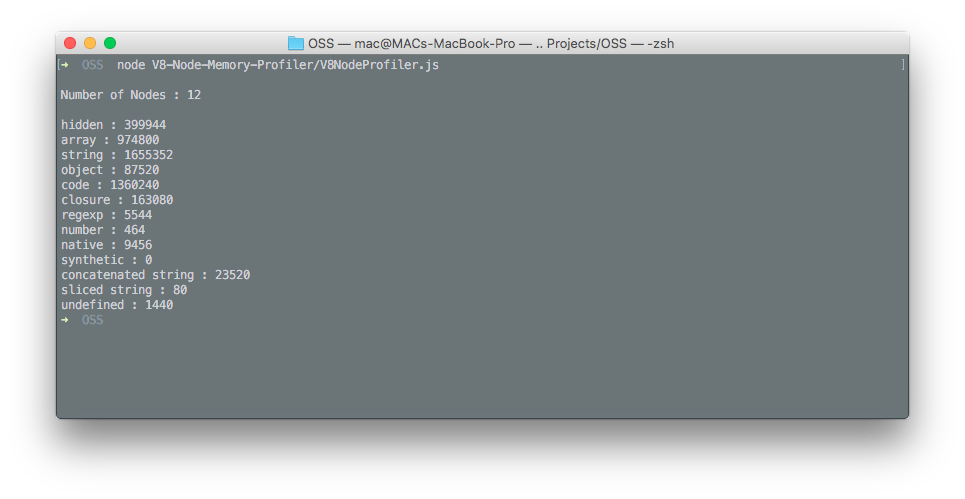 OSS — mac@MACs-MacBook-Pro — .. Projects/OSS — -zsh
[➜  OSS  node V8-Node-Memory-Profiler/V8NodeProfiler.js ]
Number of Nodes : 12
hidden : 399944
array : 974800
string : 1655352
object : 87520
code : 1360240
closure : 163080
regexp : 5544
number : 464
native : 9456
synthetic : 0
concatenated string : 23520
sliced string : 80
undefined : 1440
➜  OSS